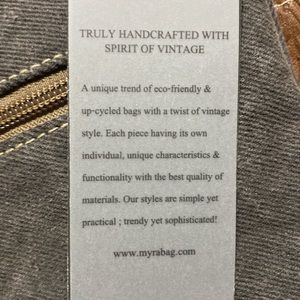 TRULY HANDCRAFTED WITH
SPIRIT OF VINTAGE
A unique trend of eco-friendly &
up-cycled bags with a twist of vintage
style. Each piece having its own
individual, unique characteristics &
functionality with the best quality of
materials. Our styles are simple yet
practical ; trendy yet sophisticated!
www.myrabag.com